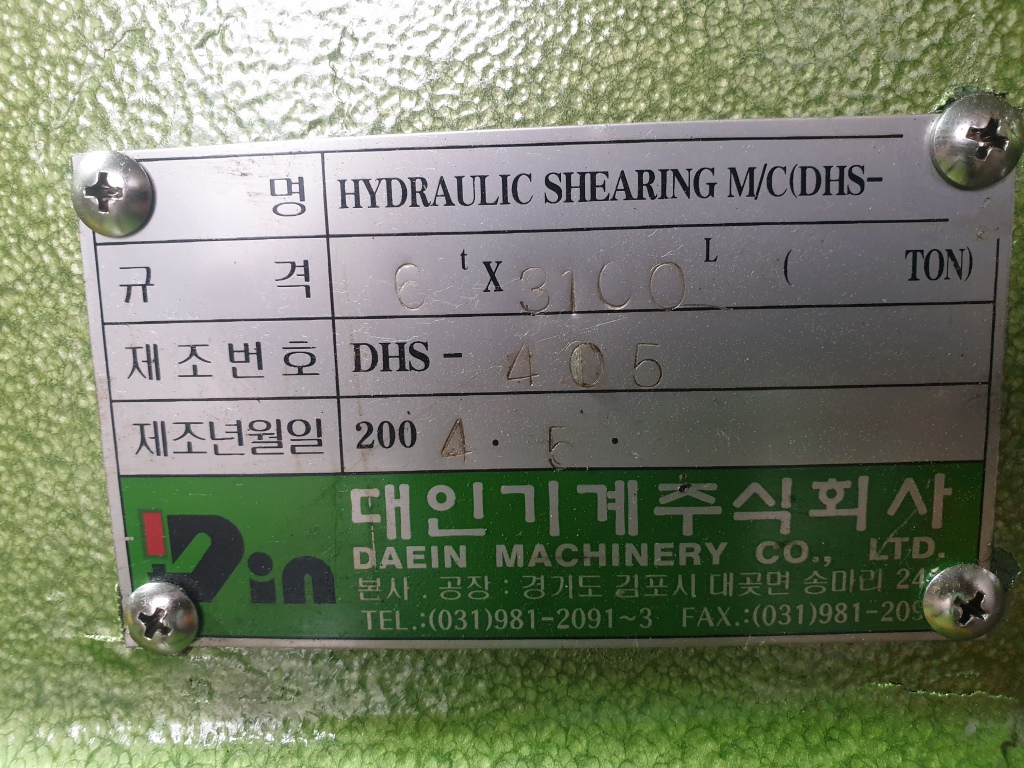 명 HYDRAULIC SHEARING M/C(DHS-
규 격 6 t X 3100 L ( TON)
제조번호 DHS - 405
제조년월일 200 4 . 5 .
대인기계주식회사
Din DAEIN MACHINERY CO., LTD.
본사 . 공장 : 경기도 김포시 대곶면 송마리
TEL.:(031)981-2091~3 FAX.:(031)981-